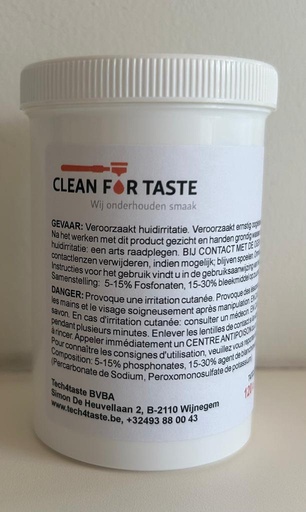 CLEAN FOR TASTE
Wij onderhouden smaak
GEVAAR: Veroorzaakt huidirritatie. Veroorzaakt ernstig
Na het werken met dit product gezicht en handen grondig
huidirritatie: een arts raadplegen. BIJ CONTACT MET DE
contactlenzen verwijderen, indien mogelijk; blijven spoelen.
Instructies voor het gebruik vindt u in de gebruiksaanwijzing
Samenstelling: 5-15% Fosfonaten, 15-30% bleekmiddel
DANGER: Provoque une irritation cutanée. Provoque des
les mains et le visage soigneusement après manipulation.
savon. En cas d'irritation cutanée: consulter un médecin.
pendant plusieurs minutes. Enlever les lentilles de contact
à rincer. Appeler immédiatement un CENTRE ANTIPOISON
Pour connaître les consignes d'utilisation, veuillez vous
Composition: 5-15% phosphonates, 15-30% agent de
(Percarbonate de Sodium, Peroxomonosulfate de potassium
Tech4taste BVBA
Simon De Heuvellaan 2, B-2110 Wijnegem
www.tech4taste.be, +32493 88 00 43